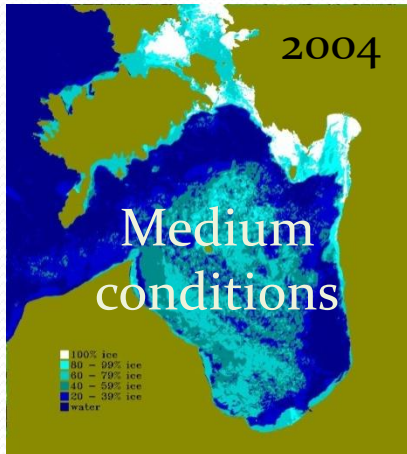 2004
Medium
conditions
100% ice
80 - 99% ice
60 - 79% ice
40 - 59% ice
20 - 39% ice
water